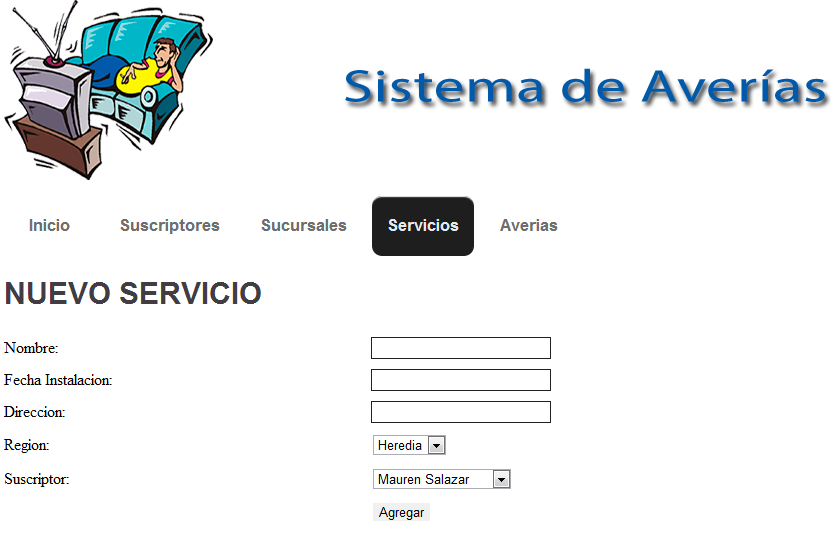 Sistema de Averías
Inicio Suscriptores Sucursales Servicios Averias
NUEVO SERVICIO
Nombre:
Fecha Instalacion:
Direccion:
Region: Heredia
Suscriptor: Mauren Salazar
Agregar